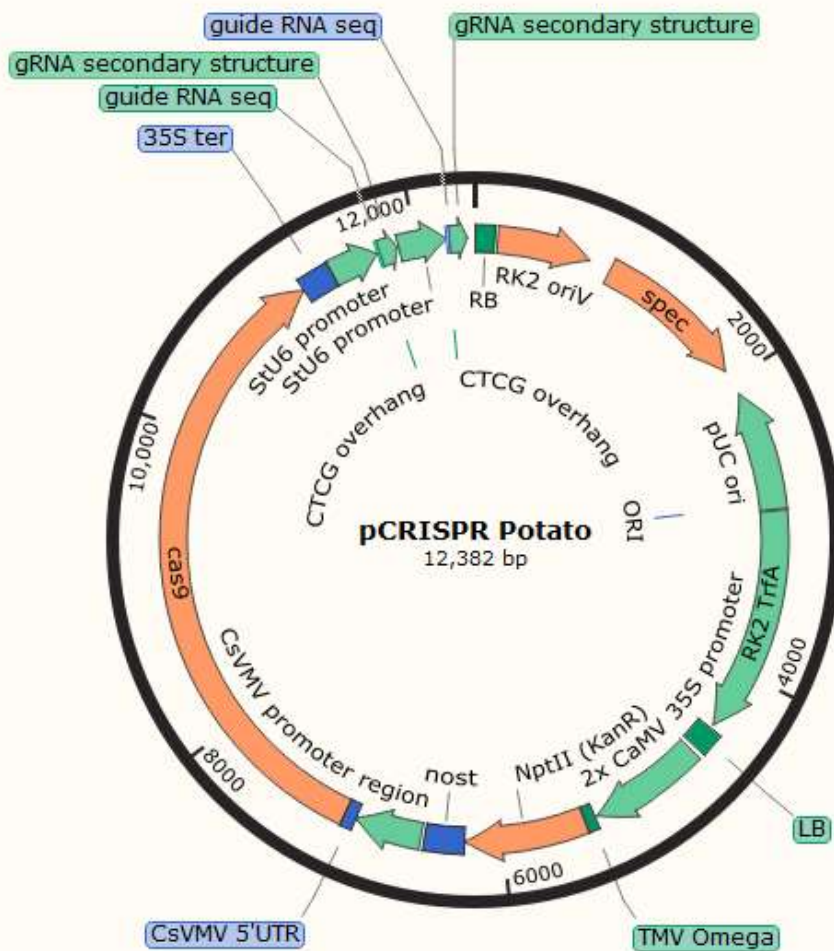 guide RNA seq
gRNA secondary structure
gRNA secondary structure
guide RNA seq
35S ter
12,000
RB
RK2 oriV
spec
2000
StU6 promoter
StU6 promoter
CTCG overhang
CTCG overhang
10,000
pUC ori
ORI
pCRISPR Potato
12,382 bp
cas9
RK2 TrfA
4000
CsVMV promoter region
nost
NptII (KanR)
2x CaMV 35S promoter
8000
LB
6000
CsVMV 5'UTR
TMV Omega